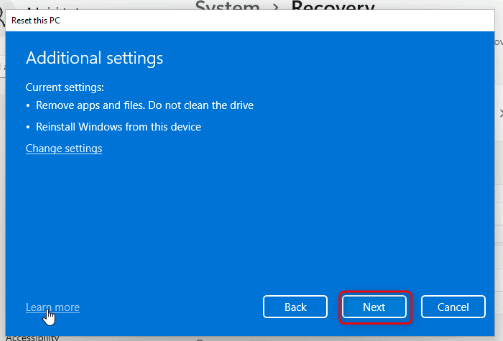 System > Recovery
Reset this PC
Additional settings
Current settings:
• Remove apps and files. Do not clean the drive
• Reinstall Windows from this device
Change settings
Learn more
Back
Next
Cancel
Accessibility